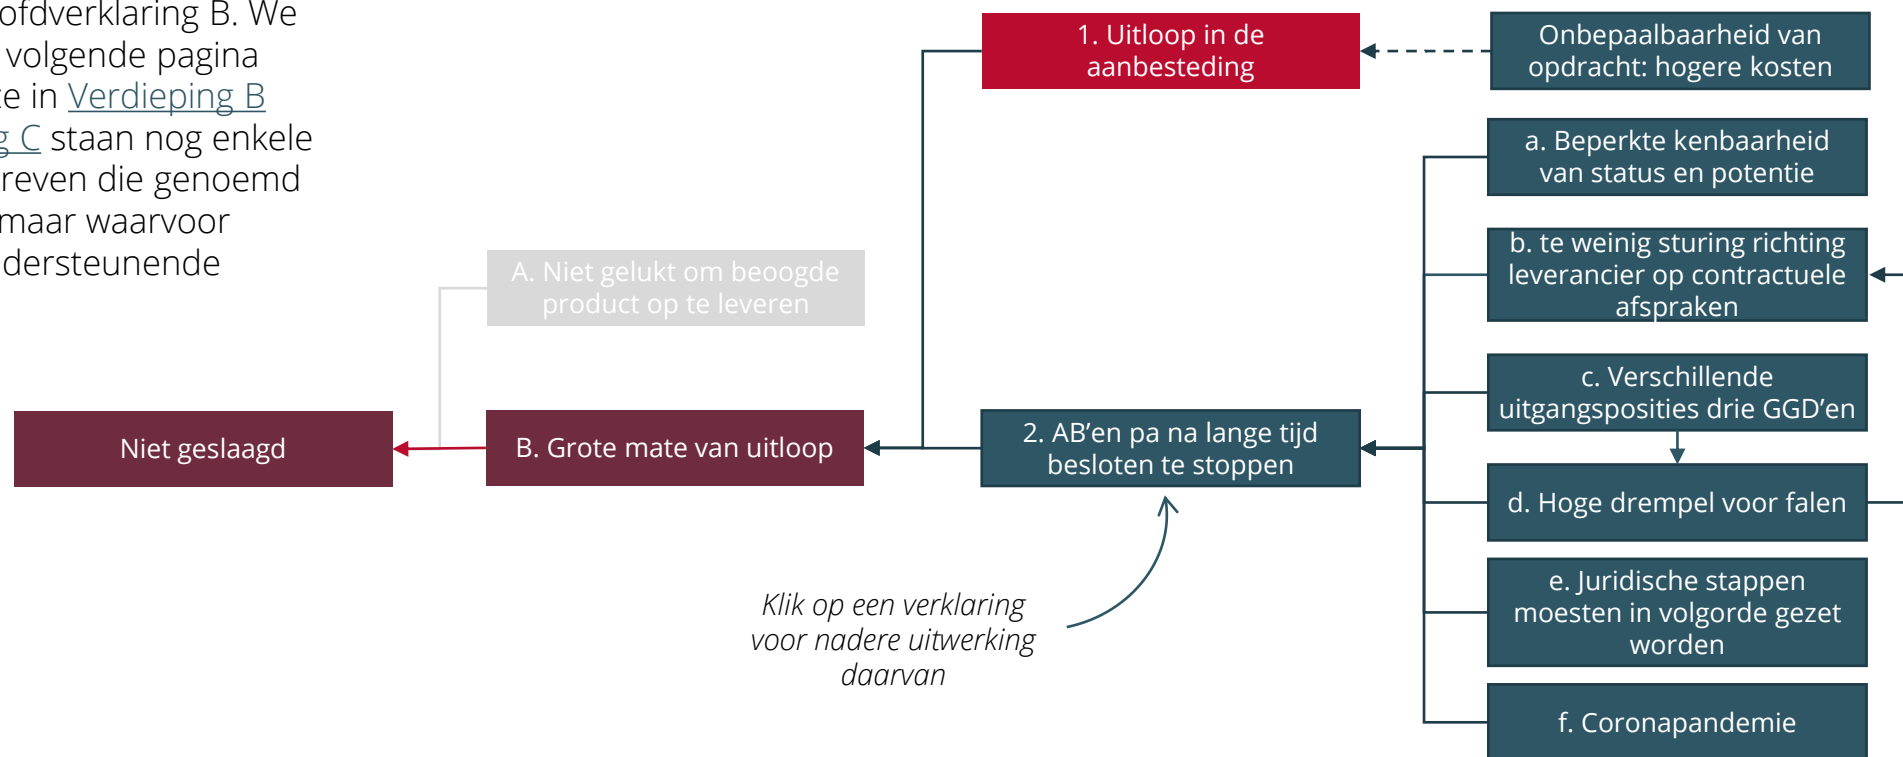 ofdverklaring B. We
volgende pagina
te in Verdieping B
g C staan nog enkele
reven die genoemd
maar waarvoor
dersteunende
1. Uitloop in de
aanbesteding
Onbepaalbaarheid van
opdracht: hogere kosten
a. Beperkte kenbaarheid
van status en potentie
b. te weinig sturing richting
leverancier op contractuele
afspraken
A. Niet gelukt om beoogde
product op te leveren
c. Verschillende
uitgangsposities drie GGD’en
Niet geslaagd
B. Grote mate van uitloop
2. AB’en pa na lange tijd
besloten te stoppen
d. Hoge drempel voor falen
e. Juridische stappen
moesten in volgorde gezet
worden
f. Coronapandemie
Klik op een verklaring
voor nadere uitwerking
daarvan